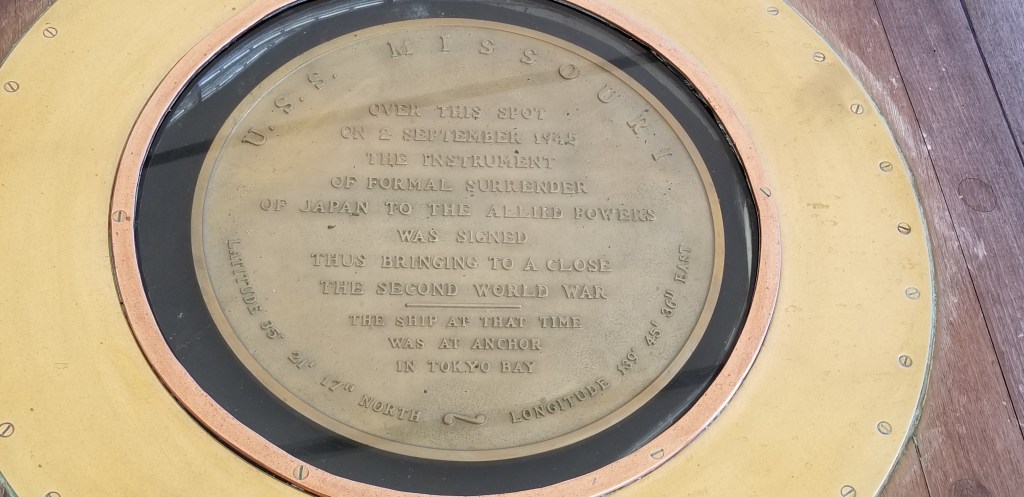 U.S.S. MISSOURI
OVER THIS SPOT
ON 2 SEPTEMBER 1945
THE INSTRUMENT
OF FORMAL SURRENDER
OF JAPAN TO THE ALLIED POWERS
WAS SIGNED
THUS BRINGING TO A CLOSE
THE SECOND WORLD WAR
THE SHIP AT THAT TIME
WAS AT ANCHOR
IN TOKYO BAY
LATITUDE 35° 21' 17" NORTH ~ LONGITUDE 139° 45' 36" EAST